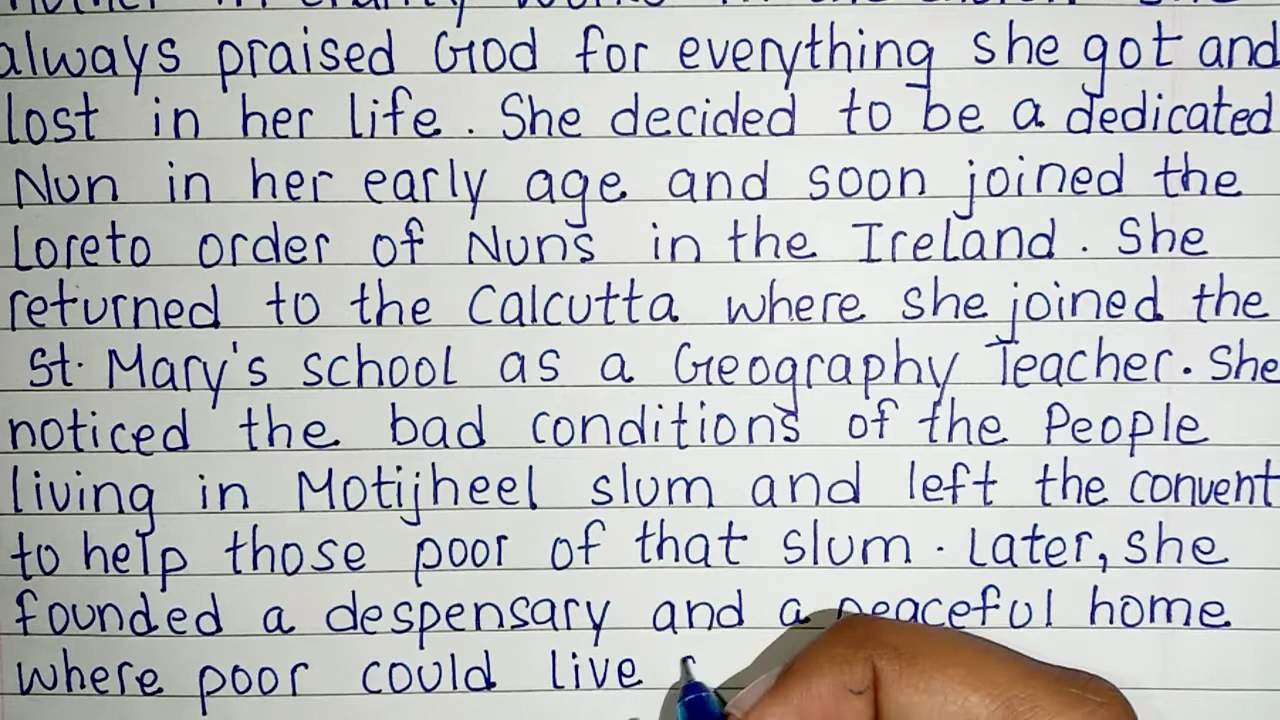 always praised God for everything she got and
lost in her life. She decided to be a dedicated
Nun in her early age and soon joined the
Loreto order of Nuns in the Ireland. She
returned to the Calcutta where she joined the
St. Mary's school as a Geography Teacher. She
noticed the bad conditions of the People
living in Motijheel slum and left the convent
to help those poor of that slum. Later, she
founded a despensary and a peaceful home
where poor could live